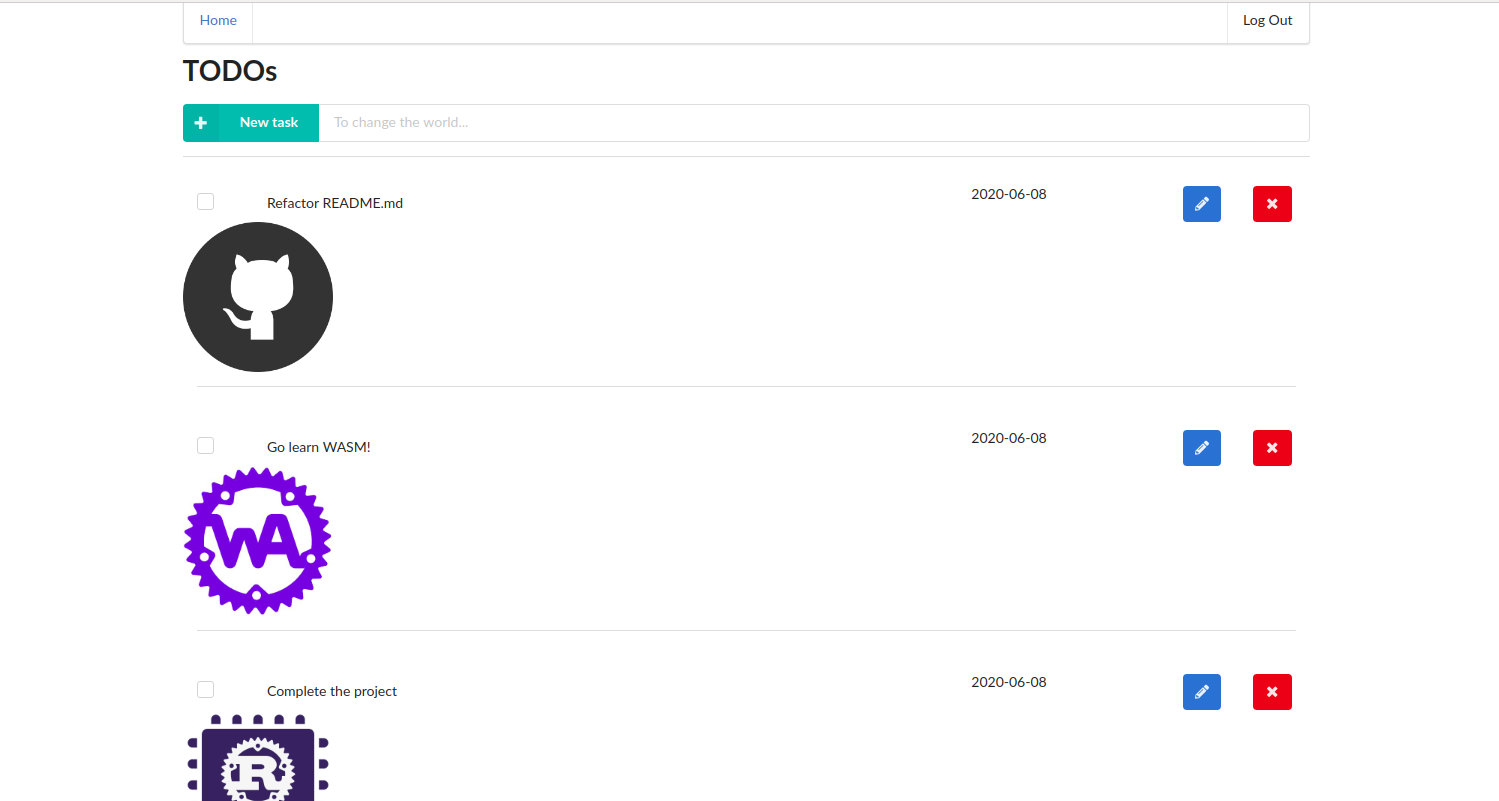 Home
Log Out
TODOs
New task
To change the world...
Refactor README.md
2020-06-08
Go learn WASM!
2020-06-08
WA
Complete the project
2020-06-08
R